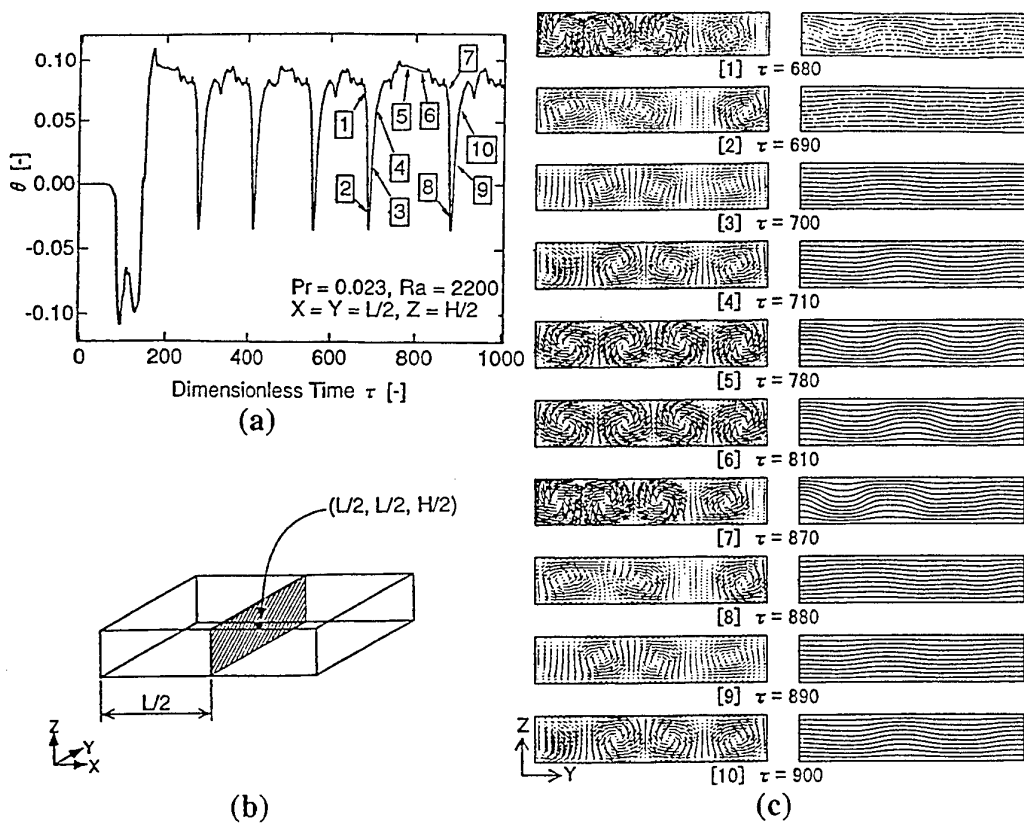 0.10
0.05
0.00
-0.05
-0.10
θ [-]
1
2
3
4
5
6
7
8
9
10
Pr = 0.023, Ra = 2200
X = Y = L/2, Z = H/2
0 200 400 600 800 1000
Dimensionless Time τ [-]
(a)
(L/2, L/2, H/2)
L/2
Z
Y
X
(b)
[1] τ = 680
[2] τ = 690
[3] τ = 700
[4] τ = 710
[5] τ = 780
[6] τ = 810
[7] τ = 870
[8] τ = 880
[9] τ = 890
[10] τ = 900
Z
Y
(c)